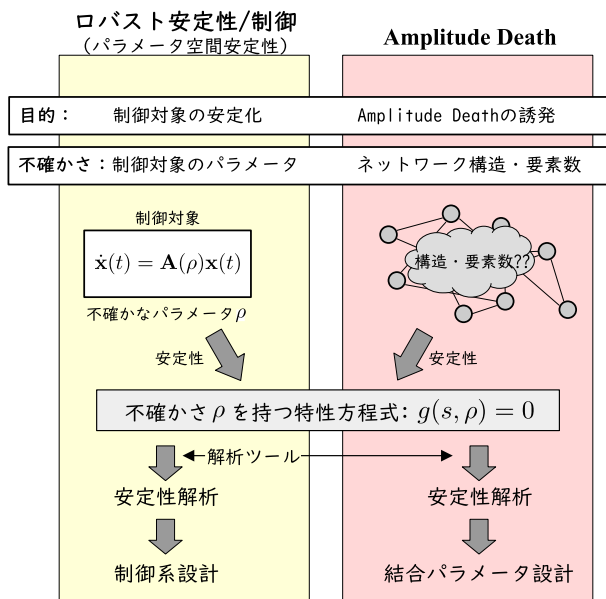 ロバスト安定性/制御
(パラメータ空間安定性)
Amplitude Death
目的： 制御対象の安定化 Amplitude Deathの誘発
不確かさ：制御対象のパラメータ ネットワーク構造・要素数
制御対象
ẋ(t) = A(ρ)x(t)
不確かなパラメータρ
構造・要素数??
安定性 安定性
不確かさ ρ を持つ特性方程式: g(s, ρ) = 0
解析ツール
安定性解析 安定性解析
制御系設計 結合パラメータ設計